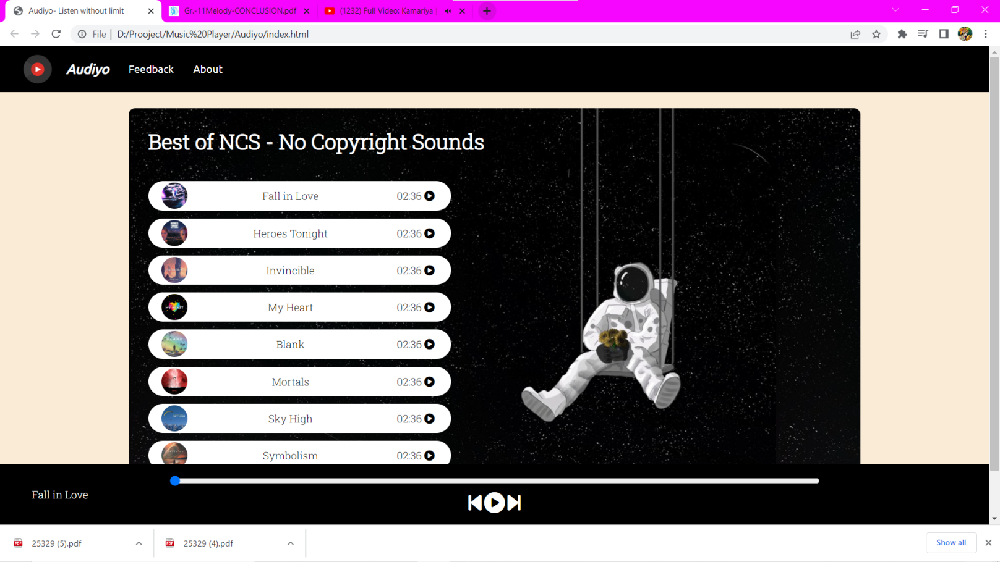 Audiyo- Listen without limit
Gr.-11Melody-CONCLUSION.pdf
(1232) Full Video: Kamariya
File
D:/Prooject/Music%20Player/Audiyo/index.html
Audiyo
Feedback
About
Best of NCS - No Copyright Sounds
Fall in Love 02:36
Heroes Tonight 02:36
Invincible 02:36
My Heart 02:36
Blank 02:36
Mortals 02:36
Sky High 02:36
Symbolism 02:36
Fall in Love
25329 (5).pdf
25329 (4).pdf
Show all